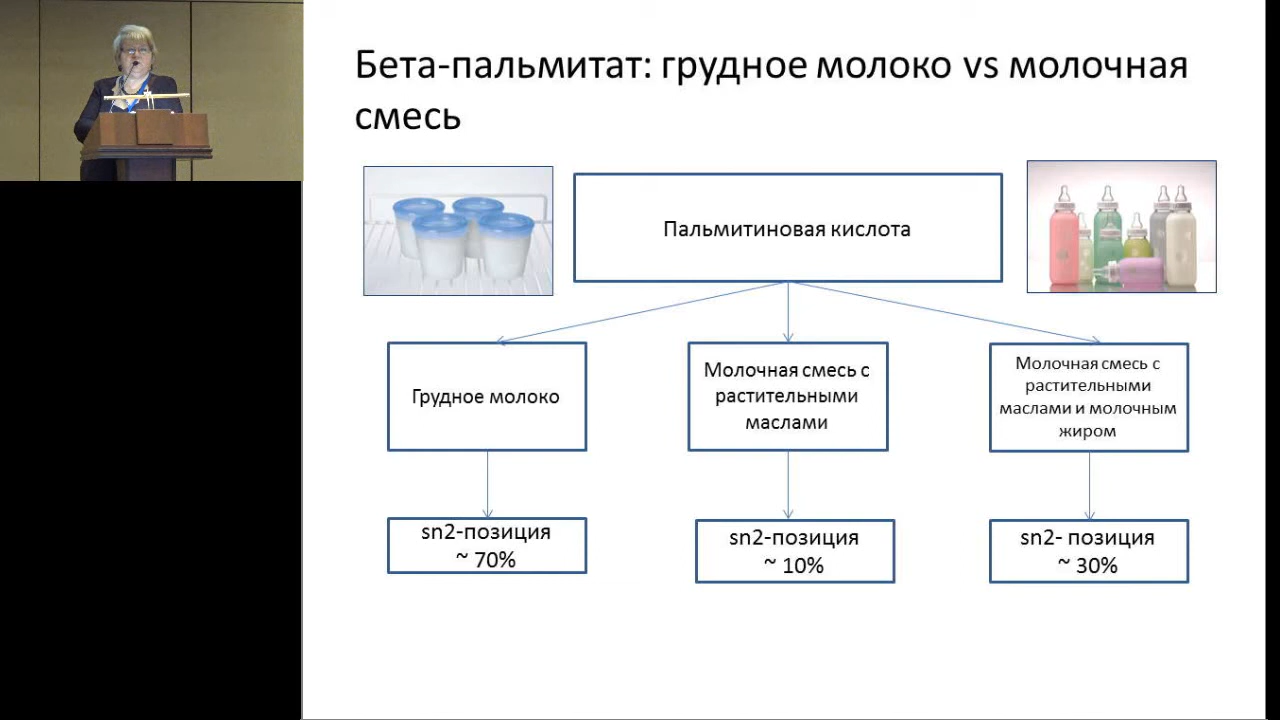 Бета-пальмитат: грудное молоко vs молочная
смесь
Пальмитиновая кислота
Грудное молоко
Молочная смесь с
растительными
маслами
Молочная смесь с
растительными
маслами и молочным
жиром
sn2-позиция
~ 70%
sn2-позиция
~ 10%
sn2- позиция
~ 30%